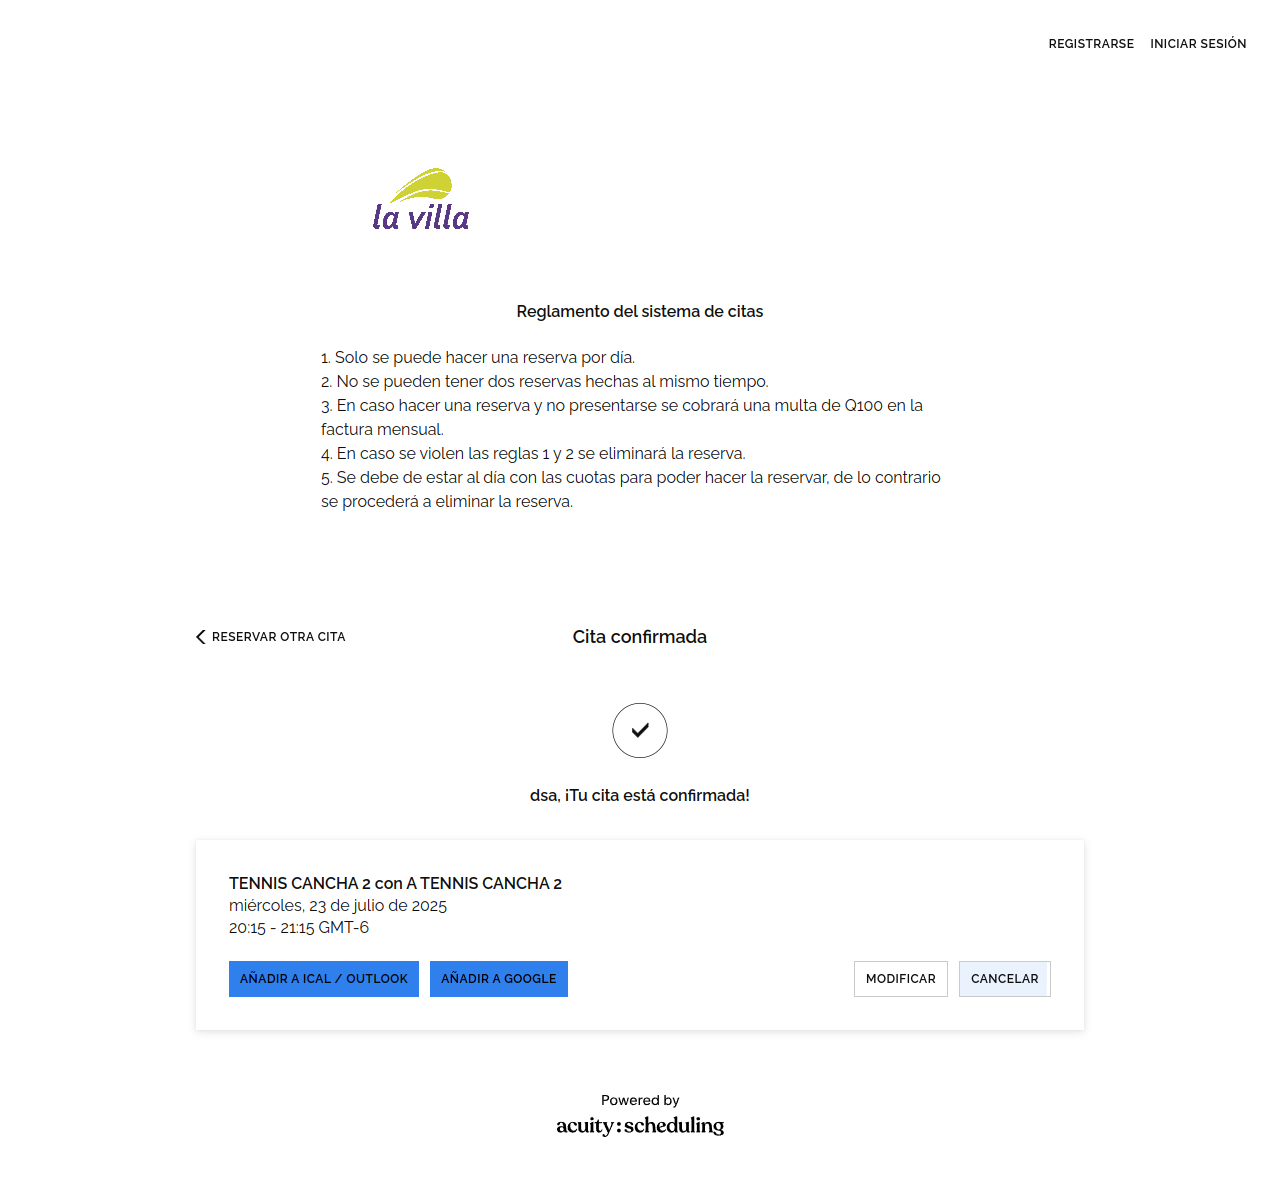 REGISTRARSE INICIAR SESIÓN
la villa
Reglamento del sistema de citas
1. Solo se puede hacer una reserva por día.
2. No se pueden tener dos reservas hechas al mismo tiempo.
3. En caso hacer una reserva y no presentarse se cobrará una multa de Q100 en la
factura mensual.
4. En caso se violen las reglas 1 y 2 se eliminará la reserva.
5. Se debe de estar al día con las cuotas para poder hacer la reservar, de lo contrario
se procederá a eliminar la reserva.
RESERVAR OTRA CITA
Cita confirmada
dsa, ¡Tu cita está confirmada!
TENNIS CANCHA 2 con A TENNIS CANCHA 2
miércoles, 23 de julio de 2025
20:15 - 21:15 GMT-6
AÑADIR A ICAL / OUTLOOK AÑADIR A GOOGLE MODIFICAR CANCELAR
Powered by
acuity:scheduling